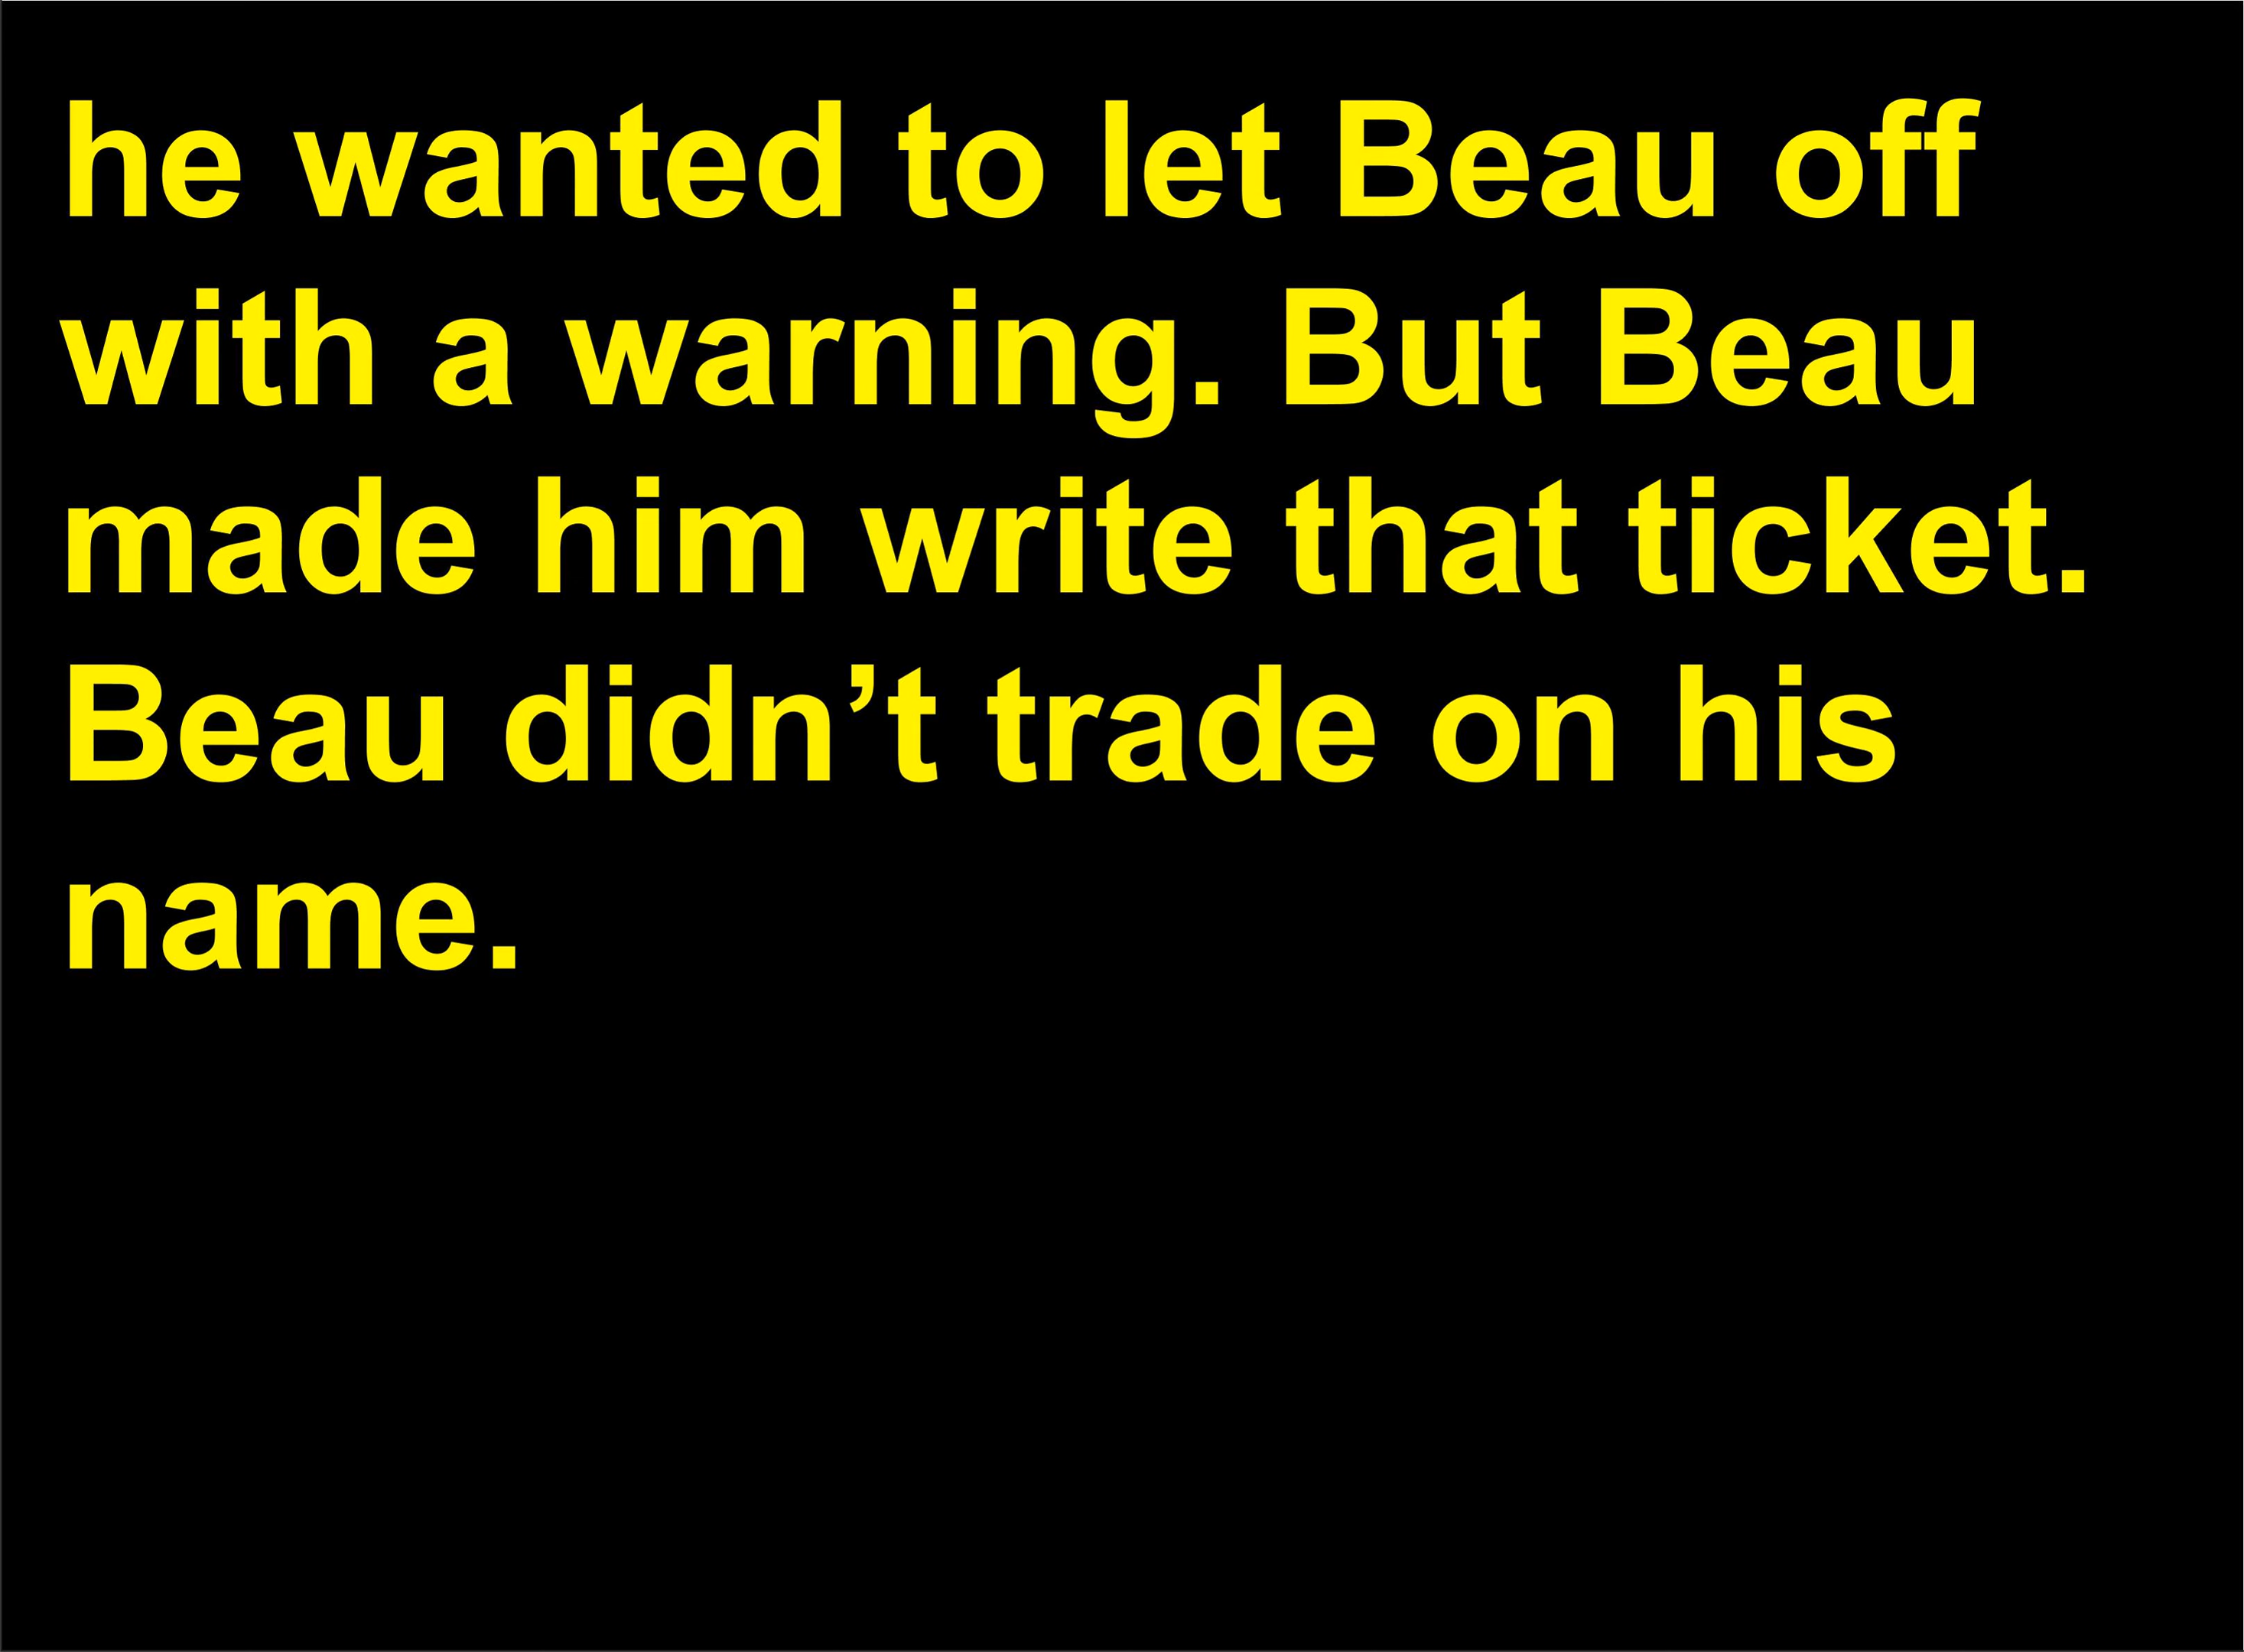 he wanted to let Beau off
with a warning. But Beau
made him write that ticket.
Beau didn’t trade on his
name.